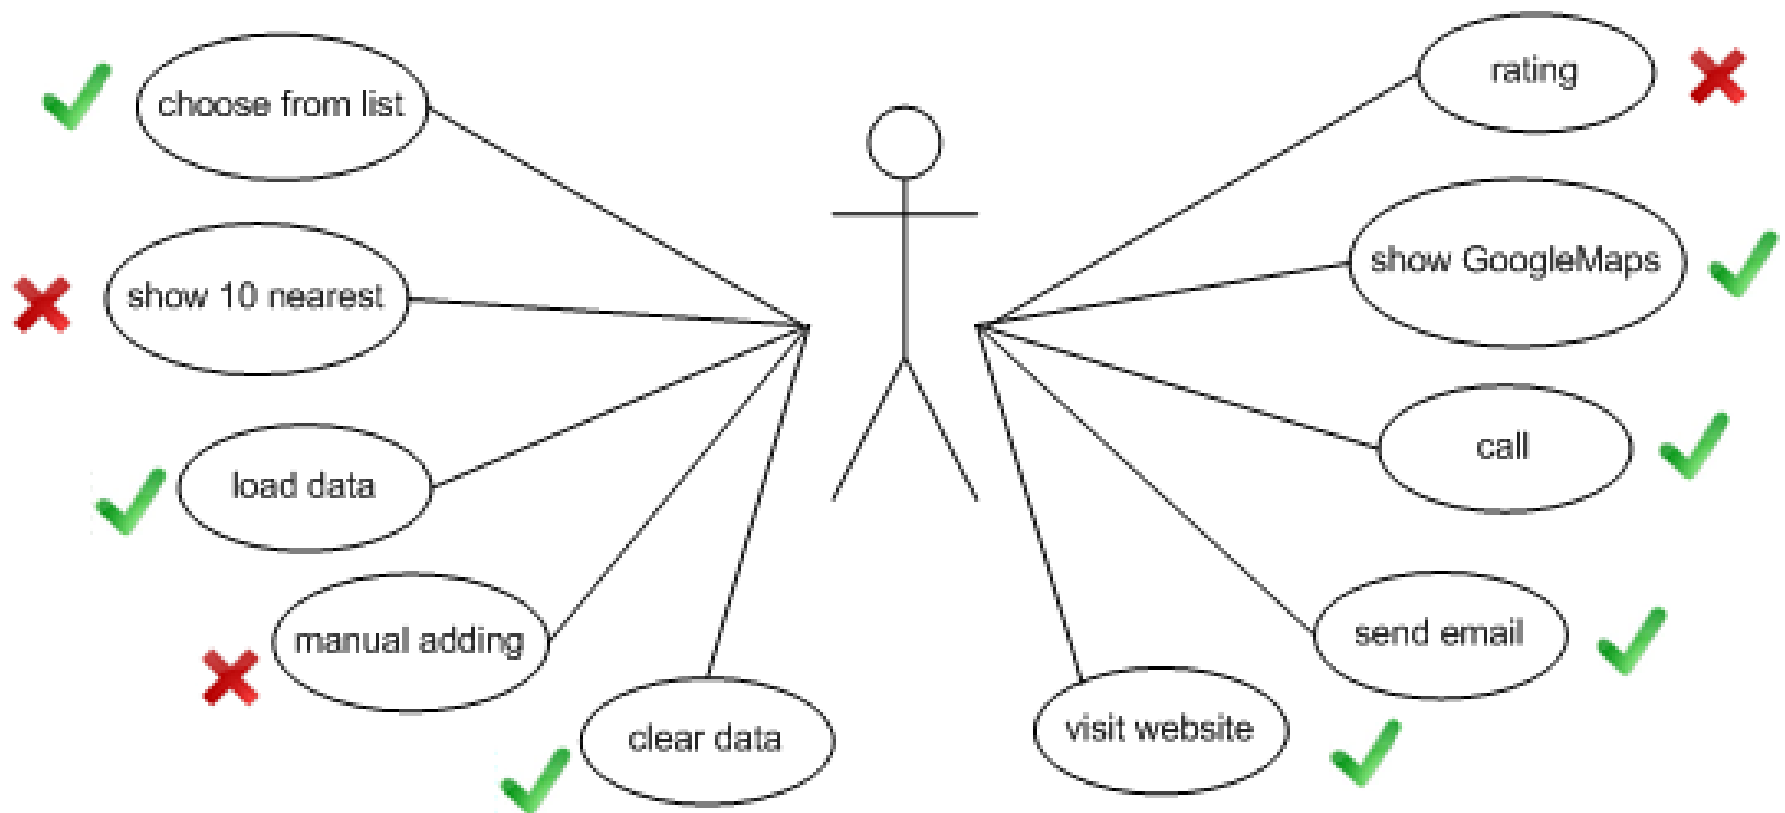 choose from list
show 10 nearest
load data
manual adding
clear data
rating
show GoogleMaps
call
send email
visit website